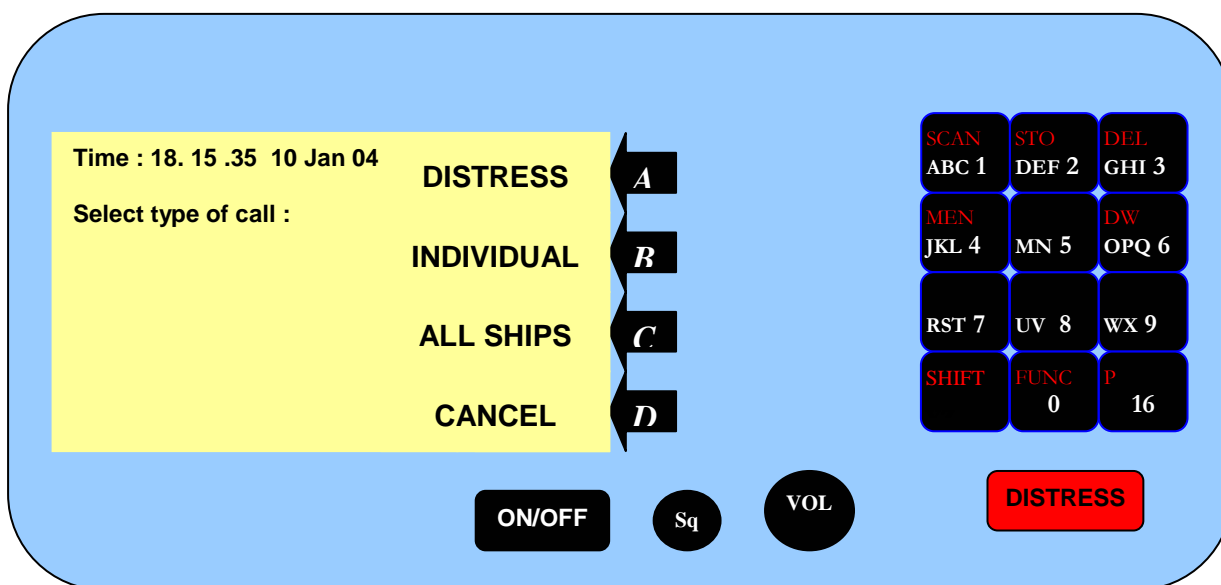 Time : 18. 15 .35 10 Jan 04
Select type of call :
DISTRESS A
INDIVIDUAL B
ALL SHIPS C
CANCEL D
SCAN STO DEL
ABC 1 DEF 2 GHI 3
MEN DW
JKL 4 MN 5 OPQ 6
RST 7 UV 8 WX 9
SHIFT FUNC P
0 16
ON/OFF Sq VOL DISTRESS